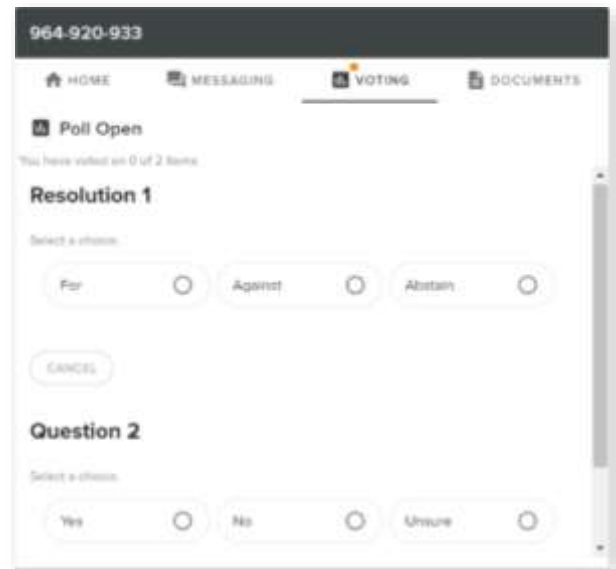 964-920-933
HOME MESSAGING VOTING DOCUMENTS
Poll Open
You have voted on 0 of 2 items
Resolution 1
Select a choice.
For Against Abstain
CANCEL
Question 2
Select a choice.
Yes No Unsure